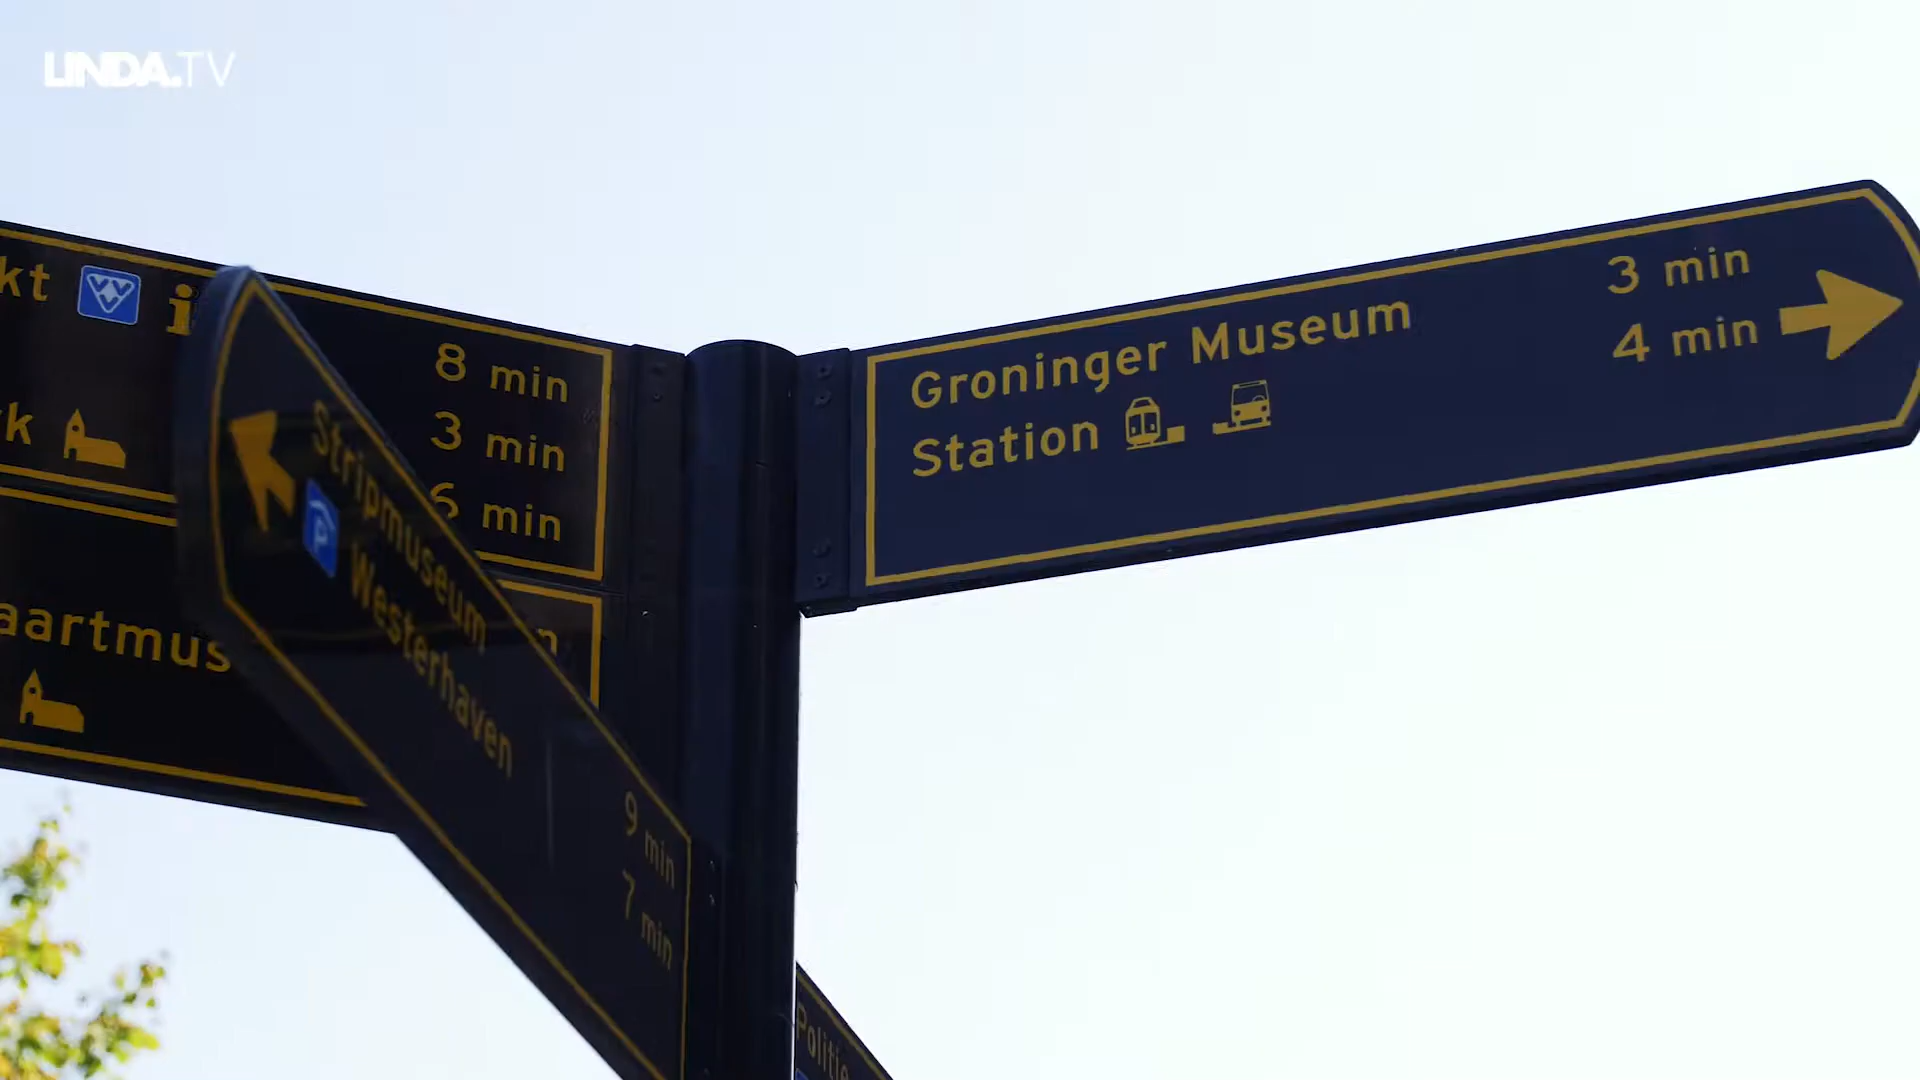 LINDA.TV
kt
8 min
3 min
6 min
k
aartmus
Stripmuseum 9 min
P Westerhaven 7 min
Groninger Museum 3 min
Station 4 min
Politie